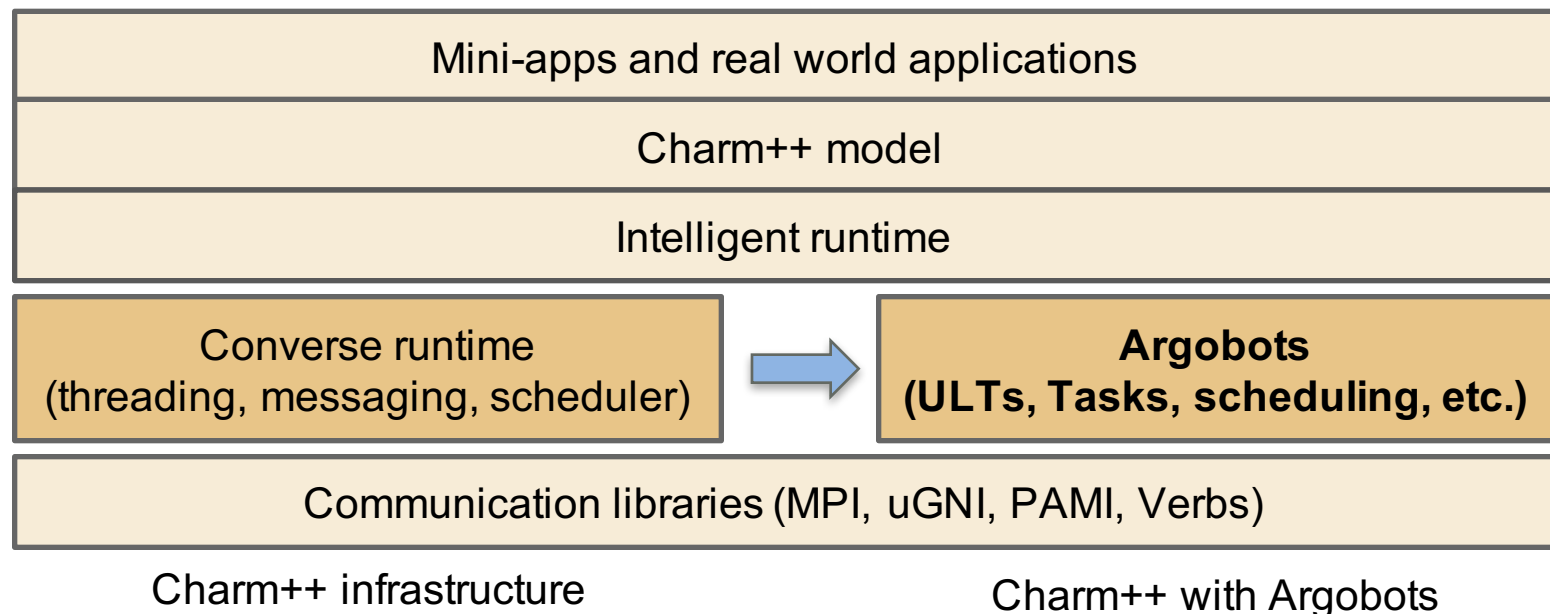 Mini-apps and real world applications
Charm++ model
Intelligent runtime
Converse runtime
(threading, messaging, scheduler)
Argobots
(ULTs, Tasks, scheduling, etc.)
Communication libraries (MPI, uGNI, PAMI, Verbs)
Charm++ infrastructure
Charm++ with Argobots